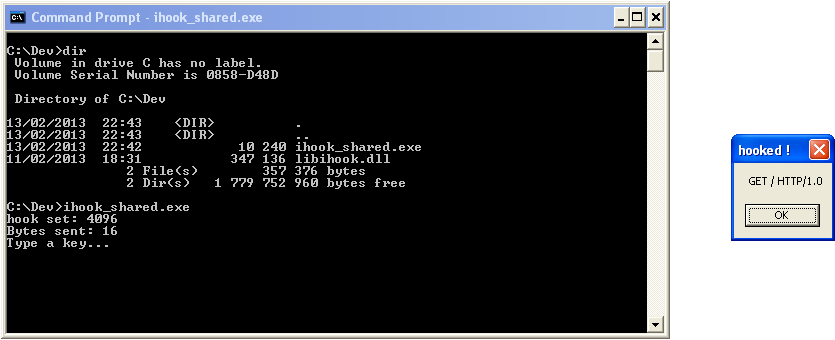 Command Prompt - ihook_shared.exe
C:\Dev>dir
 Volume in drive C has no label.
 Volume Serial Number is 0858-D48D
 Directory of C:\Dev
13/02/2013  22:43    <DIR>          .
13/02/2013  22:43    <DIR>          ..
13/02/2013  22:42            10 240 ihook_shared.exe
11/02/2013  18:31           347 136 libihook.dll
               2 File(s)        357 376 bytes
               2 Dir(s)   1 779 752 960 bytes free
C:\Dev>ihook_shared.exe
hook set: 4096
Bytes sent: 16
Type a key...
hooked !
GET / HTTP/1.0
OK